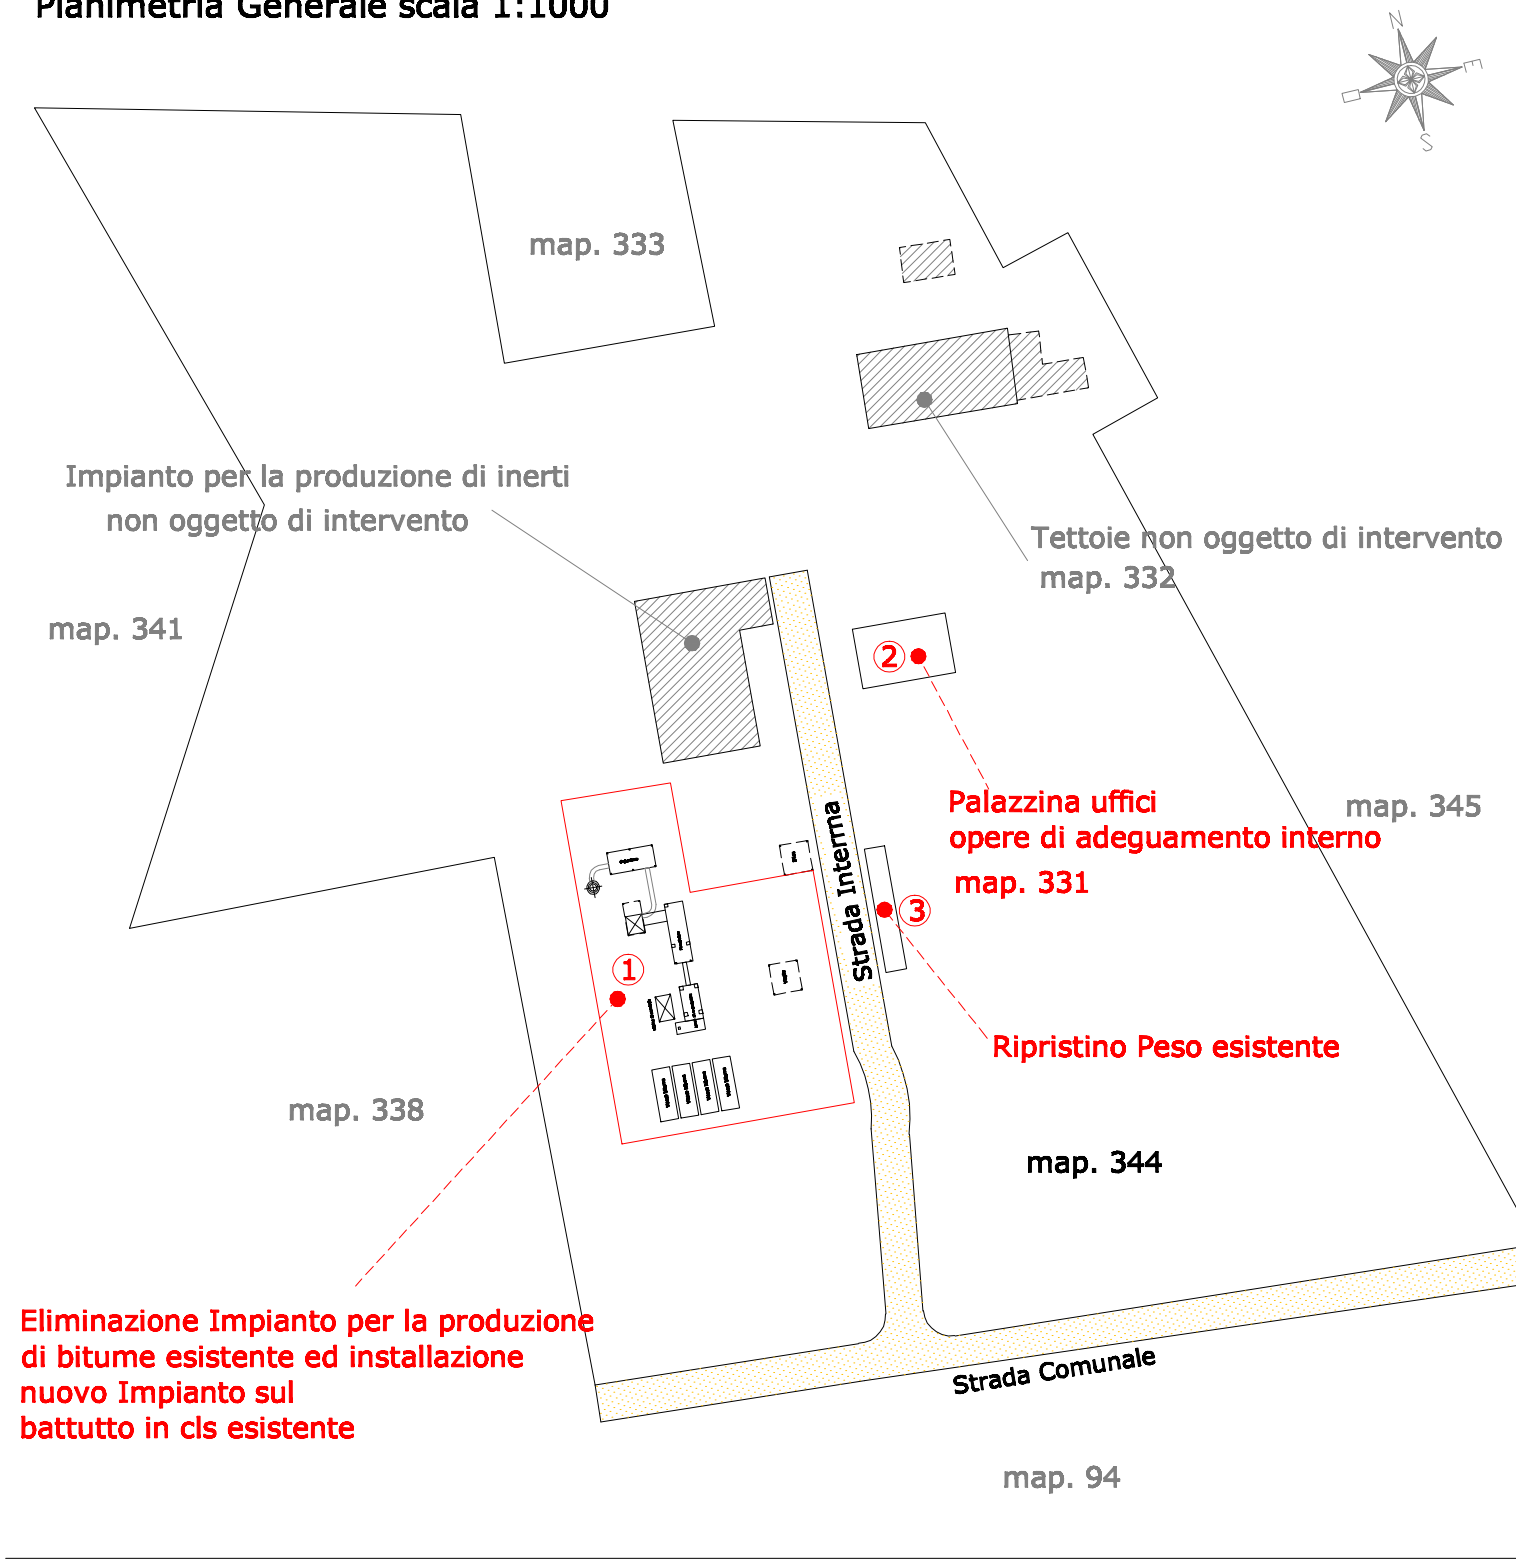 Planimetria Generale scala 1:1000
N
E
S
O
map. 333
Impianto per la produzione di inerti
non oggetto di intervento
Tettoie non oggetto di intervento
map. 332
map. 341
2
Palazzina uffici
opere di adeguamento interno
map. 331
map. 345
Strada Interrna
3
1
Ripristino Peso esistente
map. 338
map. 344
Eliminazione Impianto per la produzione
di bitume esistente ed installazione
nuovo Impianto sul
battutto in cls esistente
Strada Comunale
map. 94